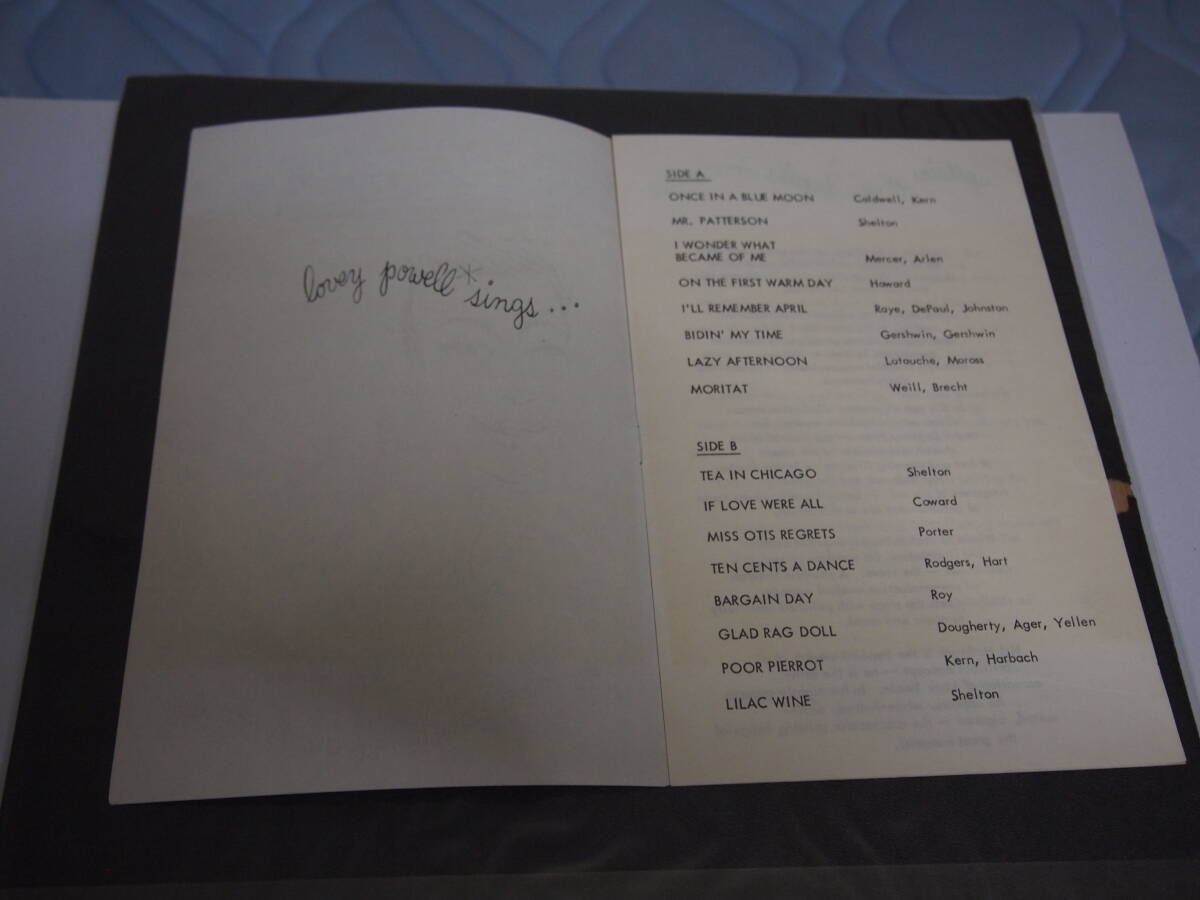 lovey powell* sings...
SIDE A
ONCE IN A BLUE MOON Caldwell, Kern
MR. PATTERSON Shelton
I WONDER WHAT
BECAME OF ME Mercer, Arlen
ON THE FIRST WARM DAY Howard
I'LL REMEMBER APRIL Raye, DePaul, Johnston
BIDIN' MY TIME Gershwin, Gershwin
LAZY AFTERNOON Latouche, Moross
MORITAT Weill, Brecht
SIDE B
TEA IN CHICAGO Shelton
IF LOVE WERE ALL Coward
MISS OTIS REGRETS Porter
TEN CENTS A DANCE Rodgers, Hart
BARGAIN DAY Roy
GLAD RAG DOLL Dougherty, Ager, Yellen
POOR PIERROT Kern, Harbach
LILAC WINE Shelton